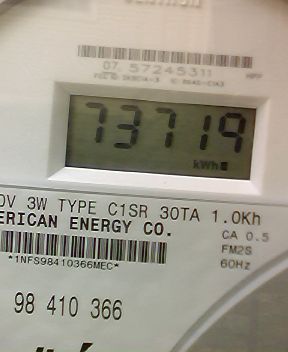 07 57245311
73719
kWh
0V 3W TYPE C1SR 30TA 1.0Kh
ERICAN ENERGY CO.
CA 0.5
FM2S
60Hz
*1NFS98410366MEC*
98 410 366